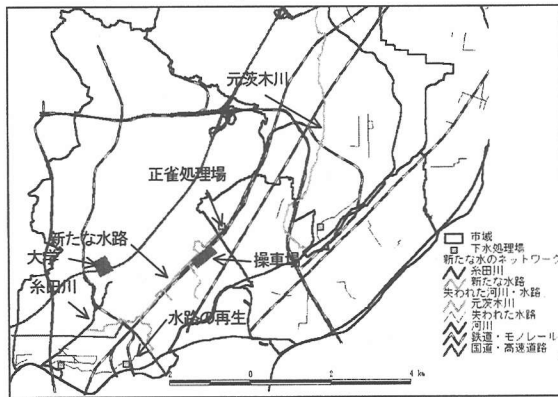 元茨木川
正雀処理場
新たな水路
大学
操車場
糸田川
水路の再生
市域
下水処理場
新たな水のネットワーク
糸田川
新たな水路
失われた河川・水路
元茨木川
失われた水路
河川
鉄道・モノレール
国道・高速道路
2 0 2 4 km